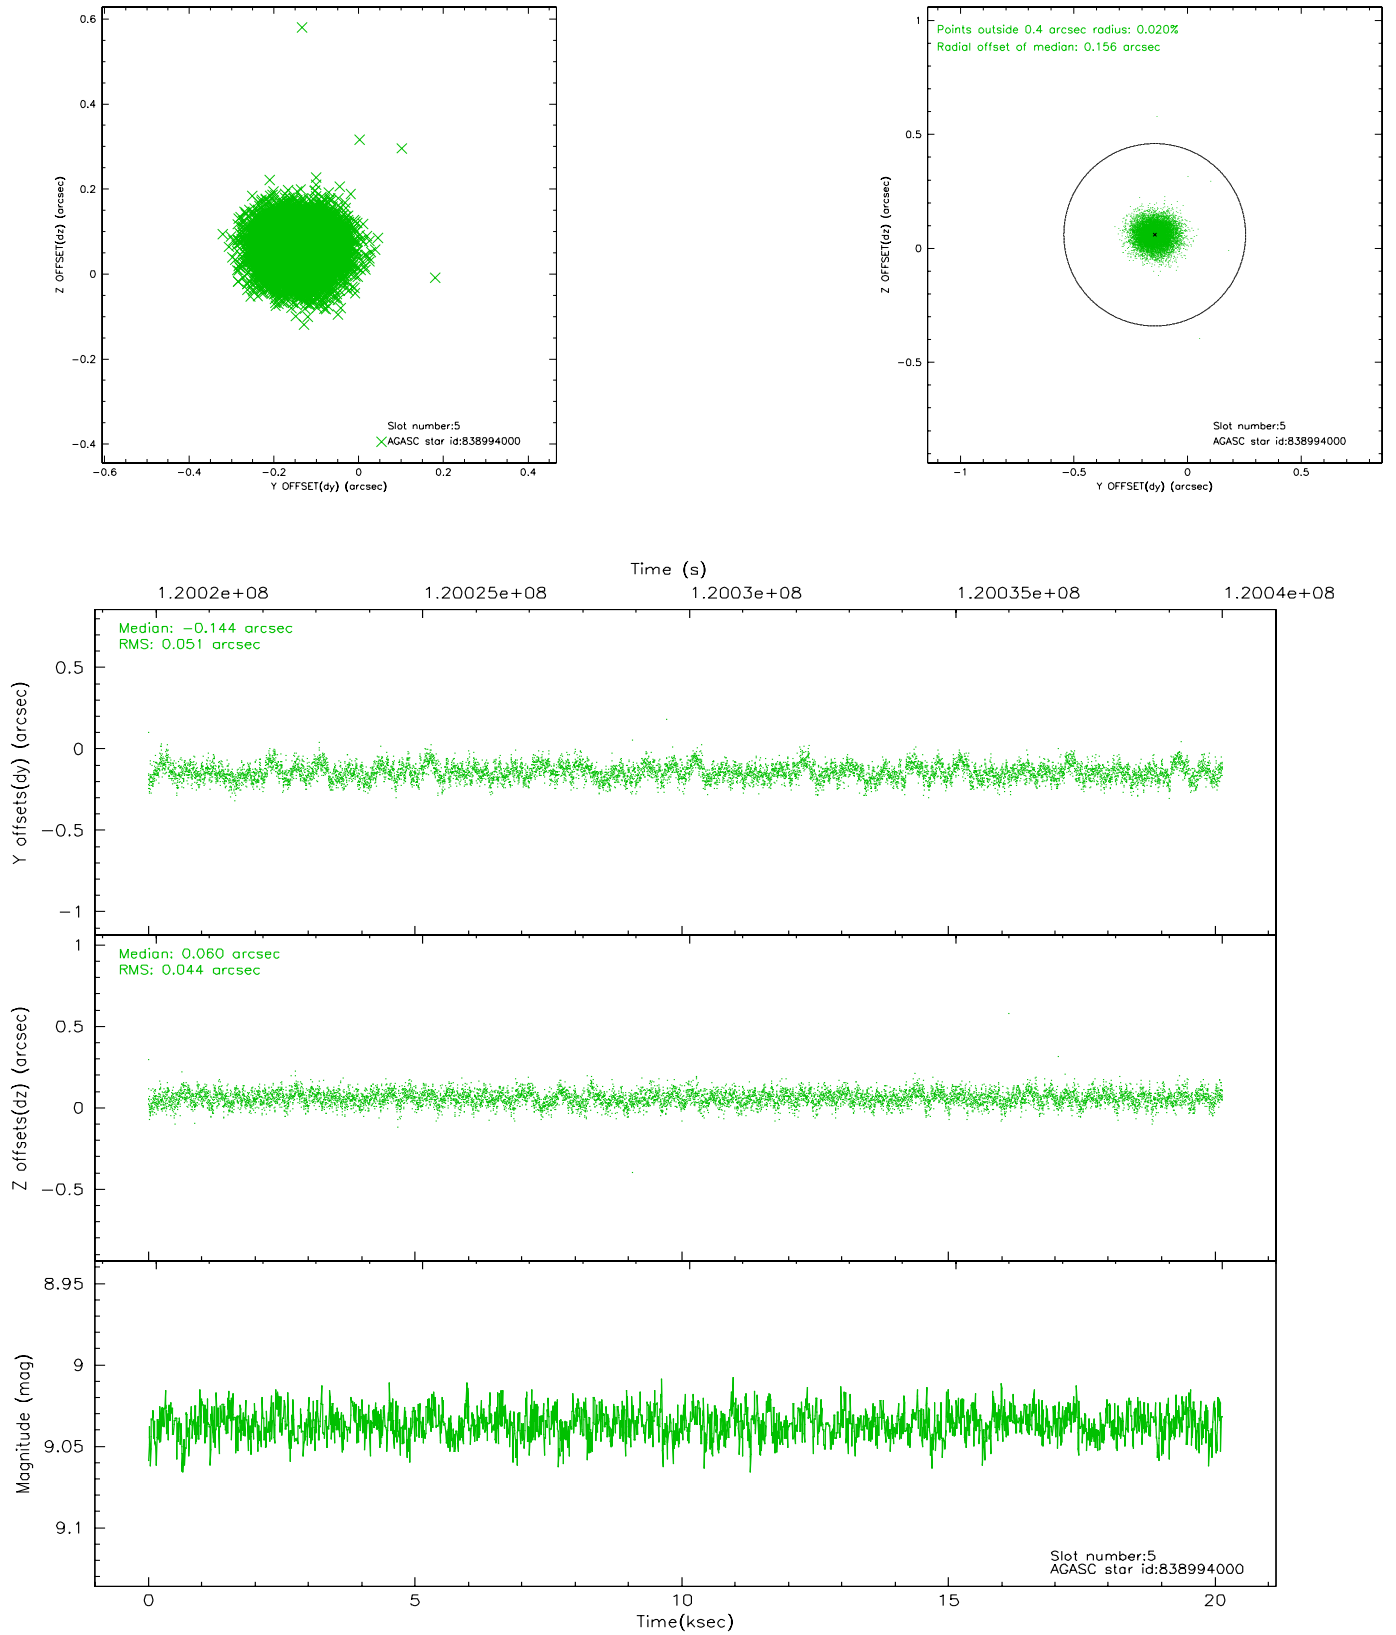 0.6
0.4
0.2
0
−0.2
−0.4
−0.6
−0.4
−0.2
0
0.2
0.4
Z OFFSET(dz) (arcsec)
Y OFFSET(dy) (arcsec)
Slot number:5
AGASC star id:838994000
Points outside 0.4 arcsec radius: 0.020%
Radial offset of median: 0.156 arcsec
1
0.5
0
−0.5
−1
−0.5
0
0.5
Z OFFSET(dz) (arcsec)
Y OFFSET(dy) (arcsec)
Slot number:5
AGASC star id:838994000
Time (s)
1.2002e+08
1.20025e+08
1.2003e+08
1.20035e+08
1.2004e+08
Median: −0.144 arcsec
RMS: 0.051 arcsec
0.5
0
−0.5
−1
Y offsets(dy) (arcsec)
Median: 0.060 arcsec
RMS: 0.044 arcsec
1
0.5
0
−0.5
Z offsets(dz) (arcsec)
8.95
9
9.05
9.1
Magnitude (mag)
Slot number:5
AGASC star id:838994000
0
5
10
15
20
Time(ksec)